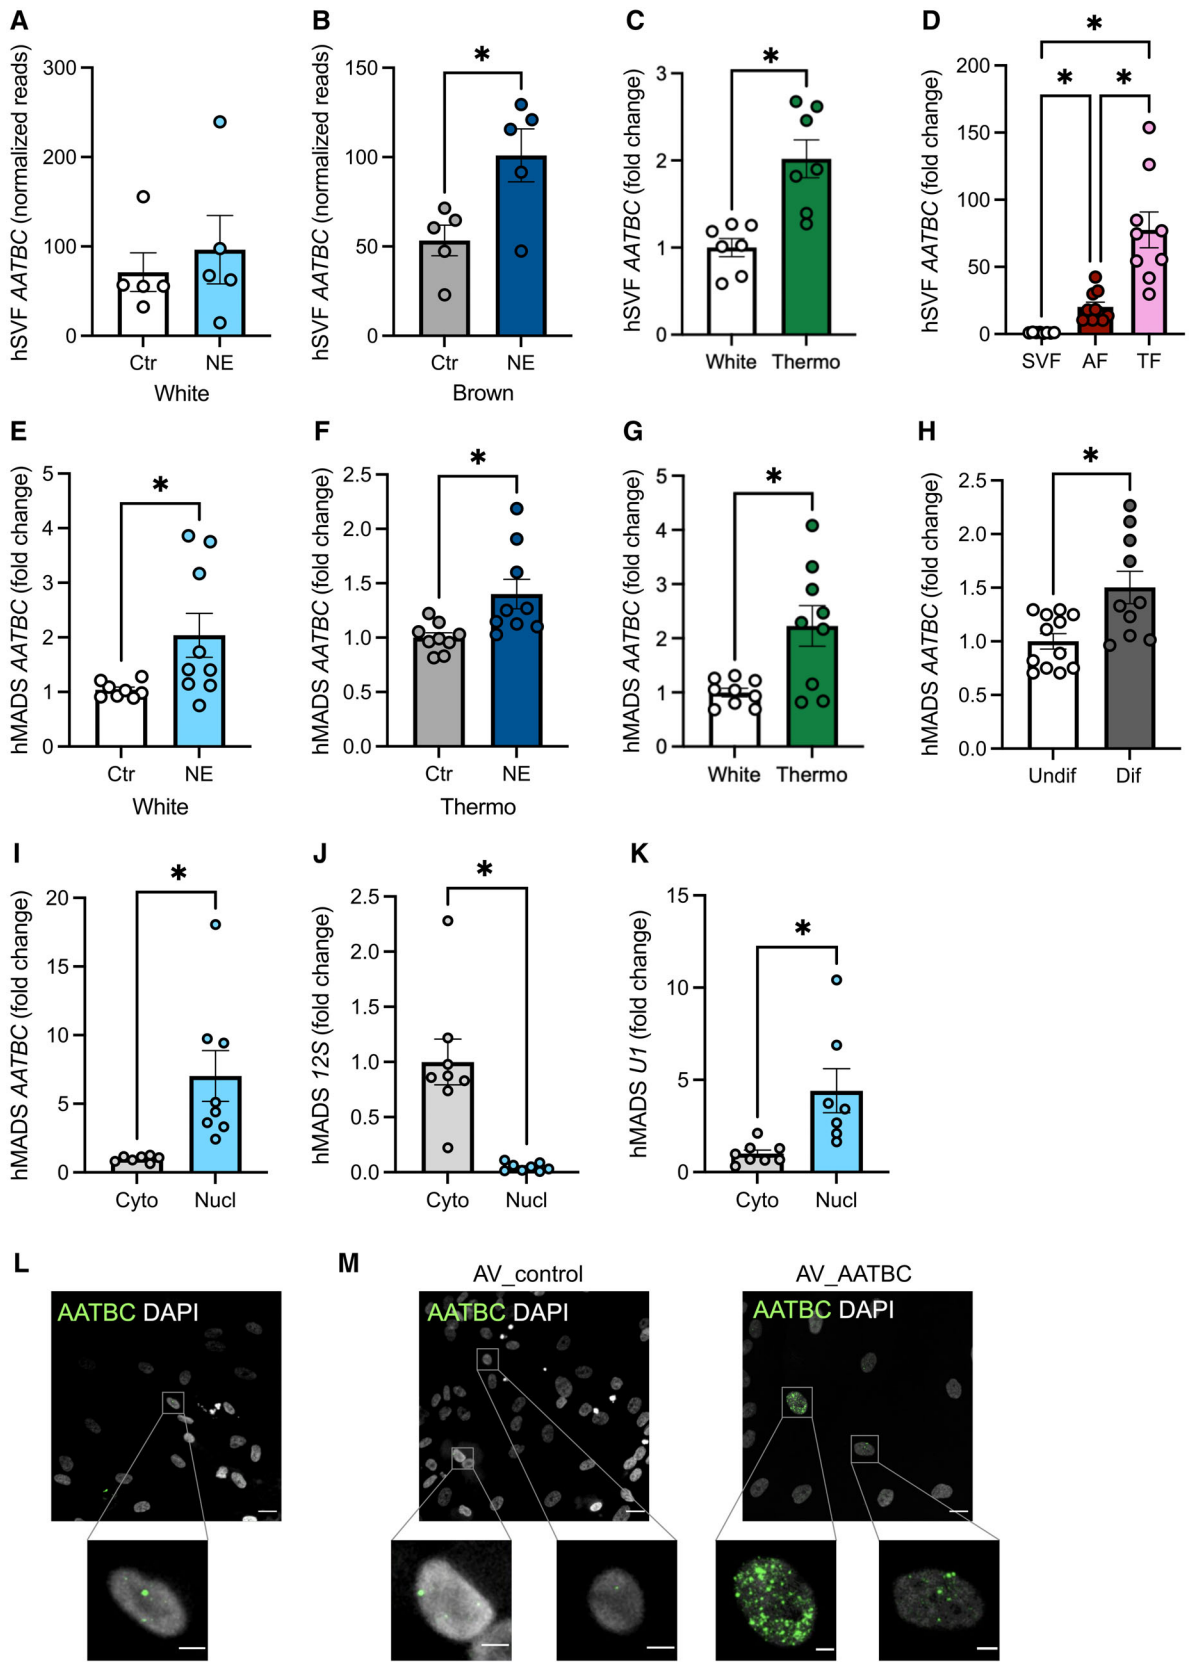 A
hSVF AATBC (normalized reads)
300
200
100
0
Ctr
NE
White
B
*
hSVF AATBC (normalized reads)
150
100
50
0
Ctr
NE
Brown
C
*
hSVF AATBC (fold change)
3
2
1
0
White
Thermo
D
*
*
*
hSVF AATBC (fold change)
200
150
100
50
0
SVF
AF
TF
E
*
hMADS AATBC (fold change)
5
4
3
2
1
0
Ctr
NE
White
F
*
hMADS AATBC (fold change)
2.5
2.0
1.5
1.0
0.5
0.0
Ctr
NE
Thermo
G
*
hMADS AATBC (fold change)
5
4
3
2
1
0
White
Thermo
H
*
hMADS AATBC (fold change)
2.5
2.0
1.5
1.0
0.5
0.0
Undif
Dif
I
*
hMADS AATBC (fold change)
20
15
10
5
0
Cyto
Nucl
J
*
hMADS 12S (fold change)
2.5
2.0
1.5
1.0
0.5
0.0
Cyto
Nucl
K
*
hMADS U1 (fold change)
15
10
5
0
Cyto
Nucl
L
AATBC DAPI
M
AV_control
AATBC DAPI
AV_AATBC
AATBC DAPI